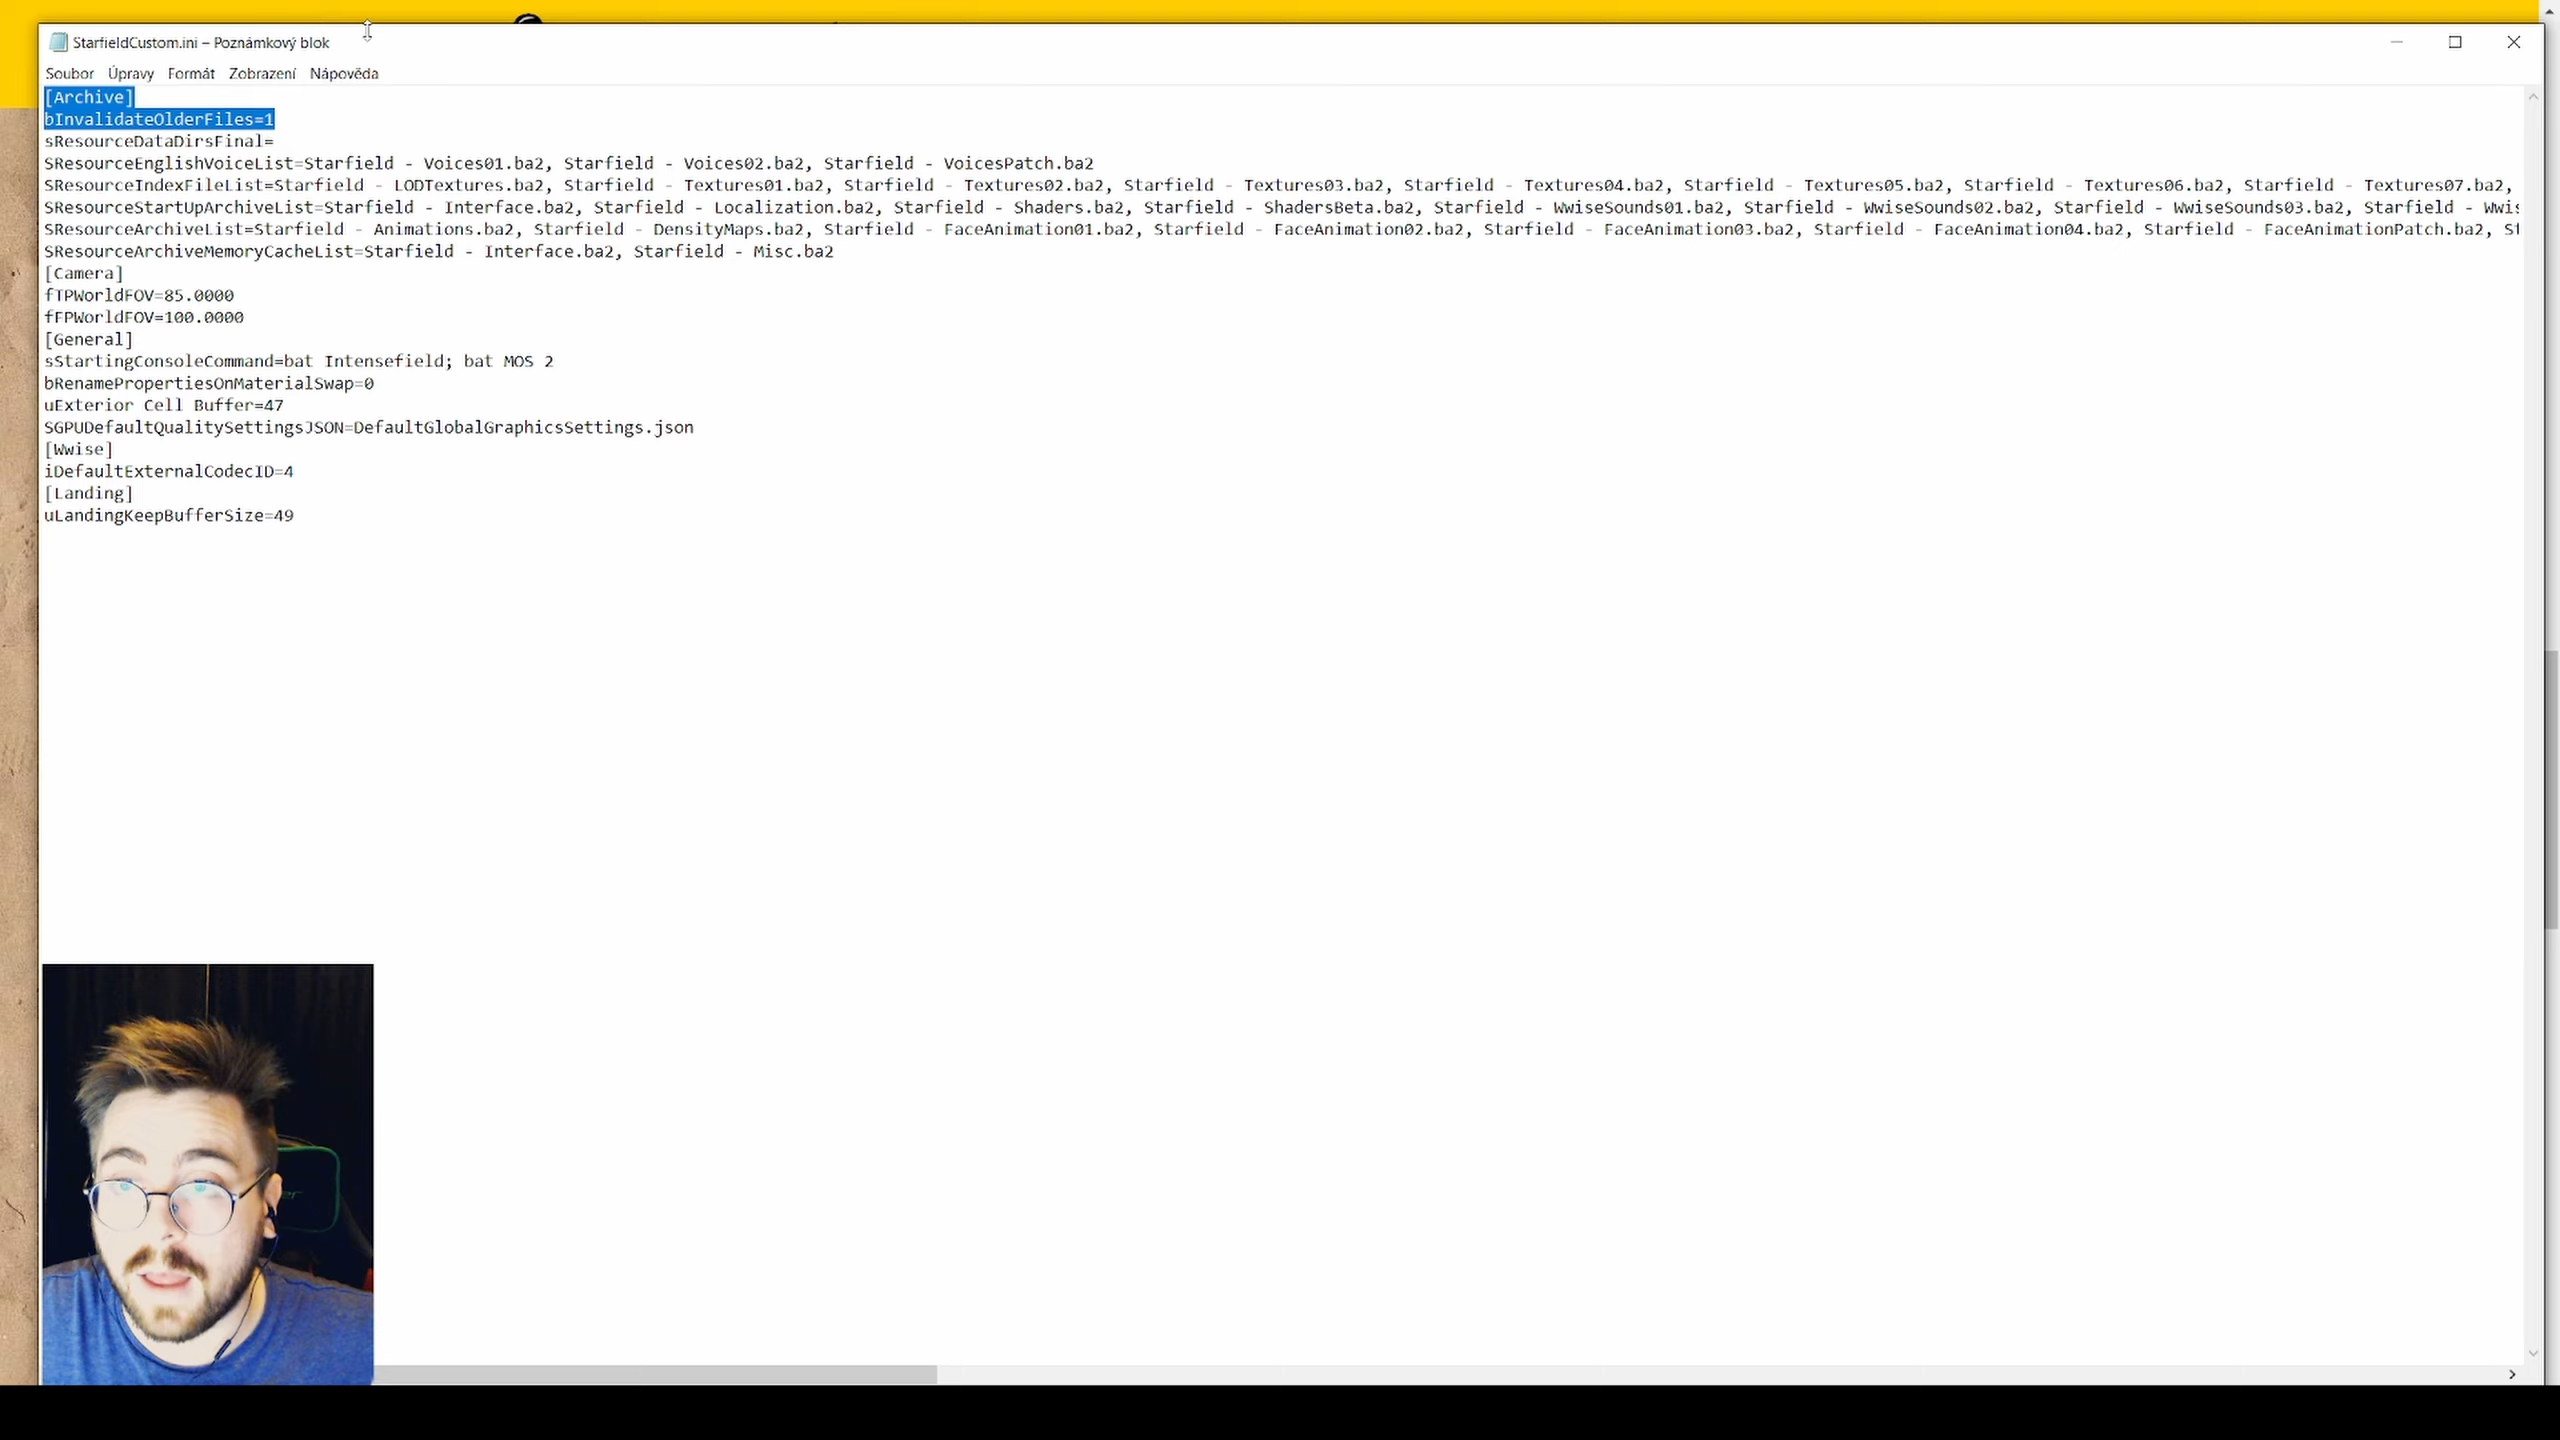 StarfieldCustom.ini – Poznámkový blok
Soubor Úpravy Formát Zobrazení Nápověda
[Archive]
bInvalidateOlderFiles=1
sResourceDataDirsFinal=
SResourceEnglishVoiceList=Starfield - Voices01.ba2, Starfield - Voices02.ba2, Starfield - VoicesPatch.ba2
SResourceIndexFileList=Starfield - LODTextures.ba2, Starfield - Textures01.ba2, Starfield - Textures02.ba2, Starfield - Textures03.ba2, Starfield - Textures04.ba2, Starfield - Textures05.ba2, Starfield - Textures06.ba2, Starfield - Textures07.ba2,
SResourceStartUpArchiveList=Starfield - Interface.ba2, Starfield - Localization.ba2, Starfield - Shaders.ba2, Starfield - ShadersBeta.ba2, Starfield - WwiseSounds01.ba2, Starfield - WwiseSounds02.ba2, Starfield - WwiseSounds03.ba2, Starfield -
SResourceArchiveList=Starfield - Animations.ba2, Starfield - DensityMaps.ba2, Starfield - FaceAnimation01.ba2, Starfield - FaceAnimation02.ba2, Starfield - FaceAnimation03.ba2, Starfield - FaceAnimation04.ba2, Starfield - FaceAnimationPatch.ba2,
SResourceArchiveMemoryCacheList=Starfield - Interface.ba2, Starfield - Misc.ba2
[Camera]
fTPWorldFOV=85.0000
fFPWorldFOV=100.0000
[General]
sStartingConsoleCommand=bat Intensefield; bat MOS 2
bRenamePropertiesOnMaterialSwap=0
uExterior Cell Buffer=47
SGPUDefaultQualitySettingsJSON=DefaultGlobalGraphicsSettings.json
[Wwise]
iDefaultExternalCodecID=4
[Landing]
uLandingKeepBufferSize=49